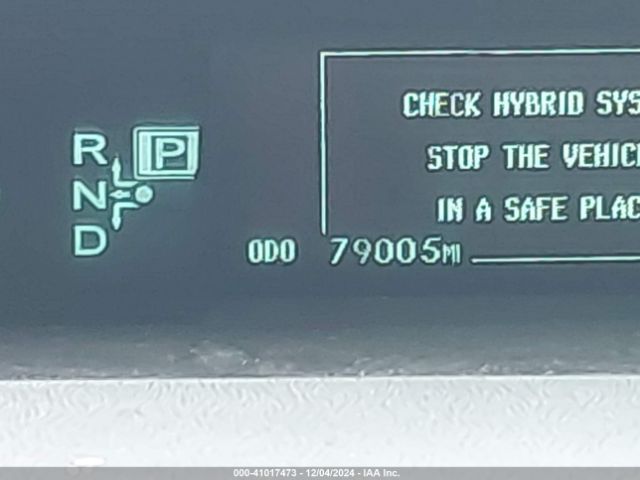 CHECK HYBRID SYS
STOP THE VEHIC
IN A SAFE PLAC
R P
N
D
ODO 79005MI
000-41017473 - 12/04/2024 - IAA Inc.